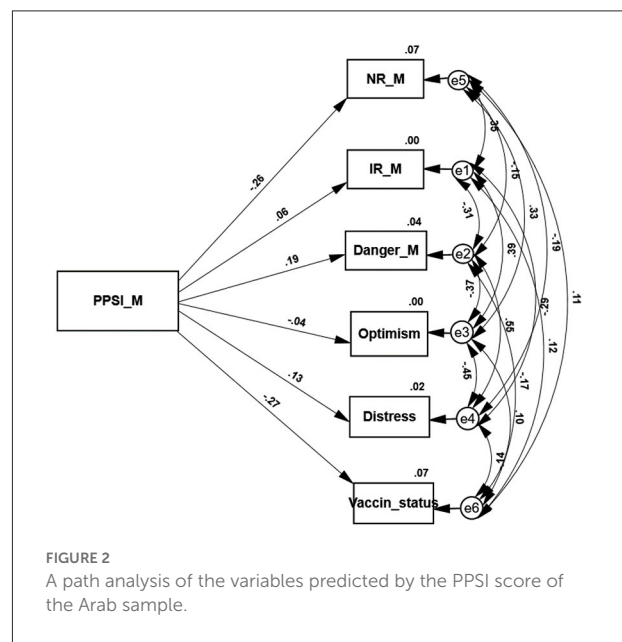 .07
NR_M
e5
-.26
.35
.00
IR_M
e1
-.15
.06
-.31
.33
.04
.19
Danger_M
e2
.39
-.19
PPSI_M
-.37
.11
-.04
.00
Optimism
e3
.55
-.29
.12
.13
-.45
-.17
.02
Distress
e4
.10
-.27
.14
.07
Vaccin_status
e6
FIGURE 2
A path analysis of the variables predicted by the PPSI score of
the Arab sample.